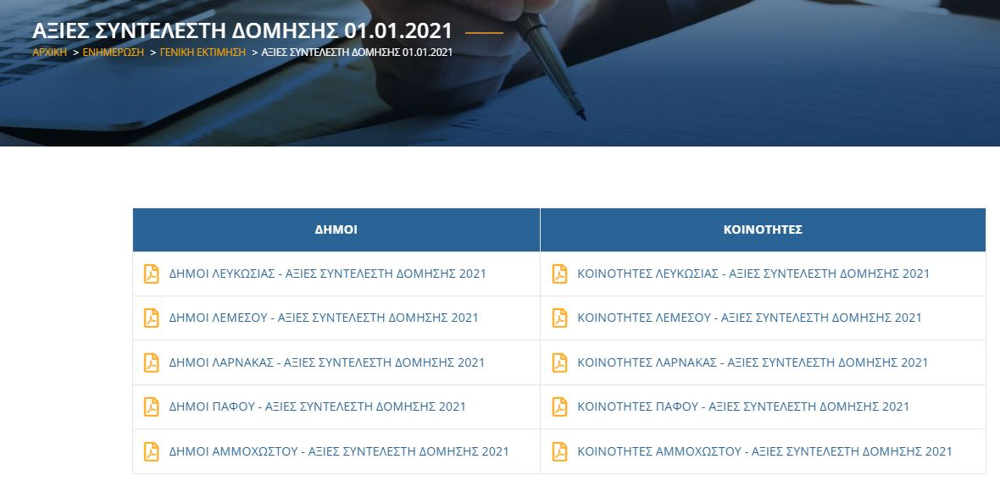 ΑΞΙΕΣ ΣΥΝΤΕΛΕΣΤΗ ΔΟΜΗΣΗΣ 01.01.2021
ΑΡΧΙΚΗ > ΕΝΗΜΕΡΩΣΗ > ΓΕΝΙΚΗ ΕΚΤΙΜΗΣΗ > ΑΞΙΕΣ ΣΥΝΤΕΛΕΣΤΗ ΔΟΜΗΣΗΣ 01.01.2021
ΔΗΜΟΙ ΚΟΙΝΟΤΗΤΕΣ
ΔΗΜΟΙ ΛΕΥΚΩΣΙΑΣ - ΑΞΙΕΣ ΣΥΝΤΕΛΕΣΤΗ ΔΟΜΗΣΗΣ 2021 ΚΟΙΝΟΤΗΤΕΣ ΛΕΥΚΩΣΙΑΣ - ΑΞΙΕΣ ΣΥΝΤΕΛΕΣΤΗ ΔΟΜΗΣΗΣ 2021
ΔΗΜΟΙ ΛΕΜΕΣΟΥ - ΑΞΙΕΣ ΣΥΝΤΕΛΕΣΤΗ ΔΟΜΗΣΗΣ 2021 ΚΟΙΝΟΤΗΤΕΣ ΛΕΜΕΣΟΥ - ΑΞΙΕΣ ΣΥΝΤΕΛΕΣΤΗ ΔΟΜΗΣΗΣ 2021
ΔΗΜΟΙ ΛΑΡΝΑΚΑΣ - ΑΞΙΕΣ ΣΥΝΤΕΛΕΣΤΗ ΔΟΜΗΣΗΣ 2021 ΚΟΙΝΟΤΗΤΕΣ ΛΑΡΝΑΚΑΣ - ΑΞΙΕΣ ΣΥΝΤΕΛΕΣΤΗ ΔΟΜΗΣΗΣ 2021
ΔΗΜΟΙ ΠΑΦΟΥ - ΑΞΙΕΣ ΣΥΝΤΕΛΕΣΤΗ ΔΟΜΗΣΗΣ 2021 ΚΟΙΝΟΤΗΤΕΣ ΠΑΦΟΥ - ΑΞΙΕΣ ΣΥΝΤΕΛΕΣΤΗ ΔΟΜΗΣΗΣ 2021
ΔΗΜΟΙ ΑΜΜΟΧΩΣΤΟΥ - ΑΞΙΕΣ ΣΥΝΤΕΛΕΣΤΗ ΔΟΜΗΣΗΣ 2021 ΚΟΙΝΟΤΗΤΕΣ ΑΜΜΟΧΩΣΤΟΥ - ΑΞΙΕΣ ΣΥΝΤΕΛΕΣΤΗ ΔΟΜΗΣΗΣ 2021